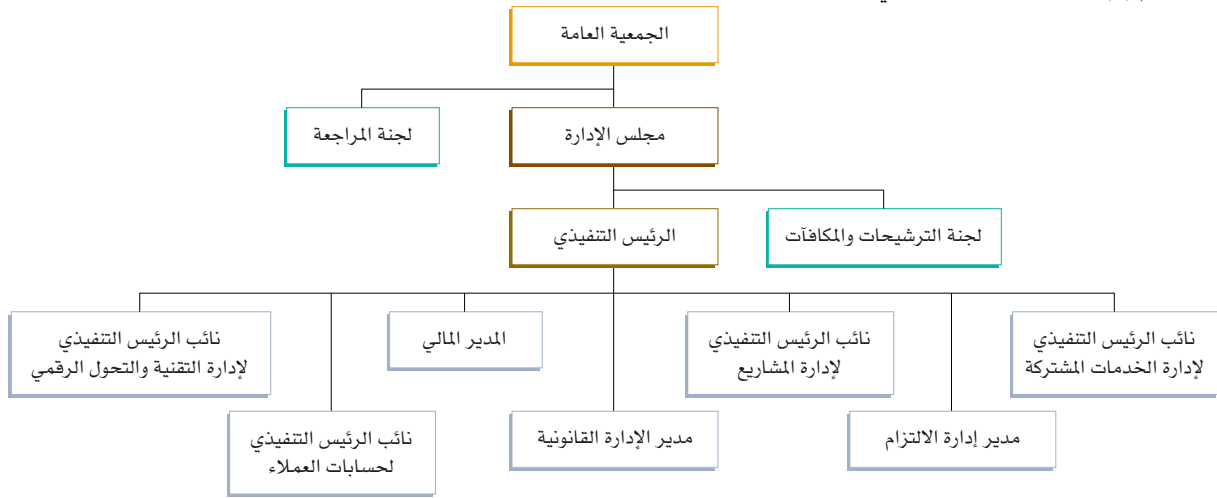 الجمعية العامة
مجلس الإدارة
لجنة المراجعة
لجنة الترشيحات والمكافآت
الرئيس التنفيذي
نائب الرئيس التنفيذي
لإدارة الخدمات المشتركة
نائب الرئيس التنفيذي
لإدارة المشاريع
المدير المالي
نائب الرئيس التنفيذي
لإدارة التقنية والتحول الرقمي
مدير إدارة الالتزام
مدير الإدارة القانونية
نائب الرئيس التنفيذي
لحسابات العملاء